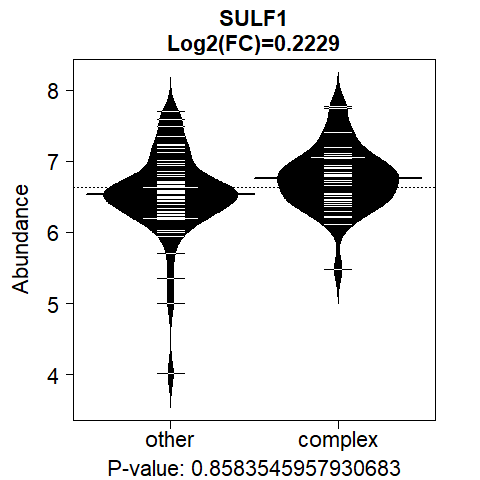 SULF1
Log2(FC)=0.2229
Abundance
8
7
6
5
4
other complex
P-value: 0.8583545957930683